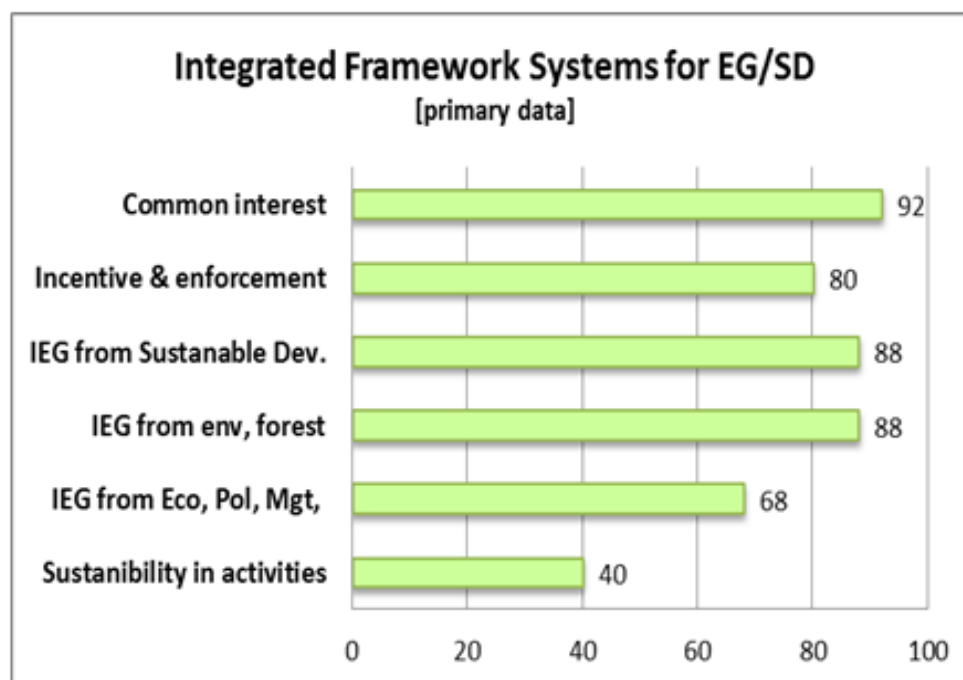 Integrated Framework Systems for EG/SD
[primary data]
Common interest 92
Incentive & enforcement 80
IEG from Sustanable Dev. 88
IEG from env, forest 88
IEG from Eco, Pol, Mgt, 68
Sustanibility in activities 40
0 20 40 60 80 100